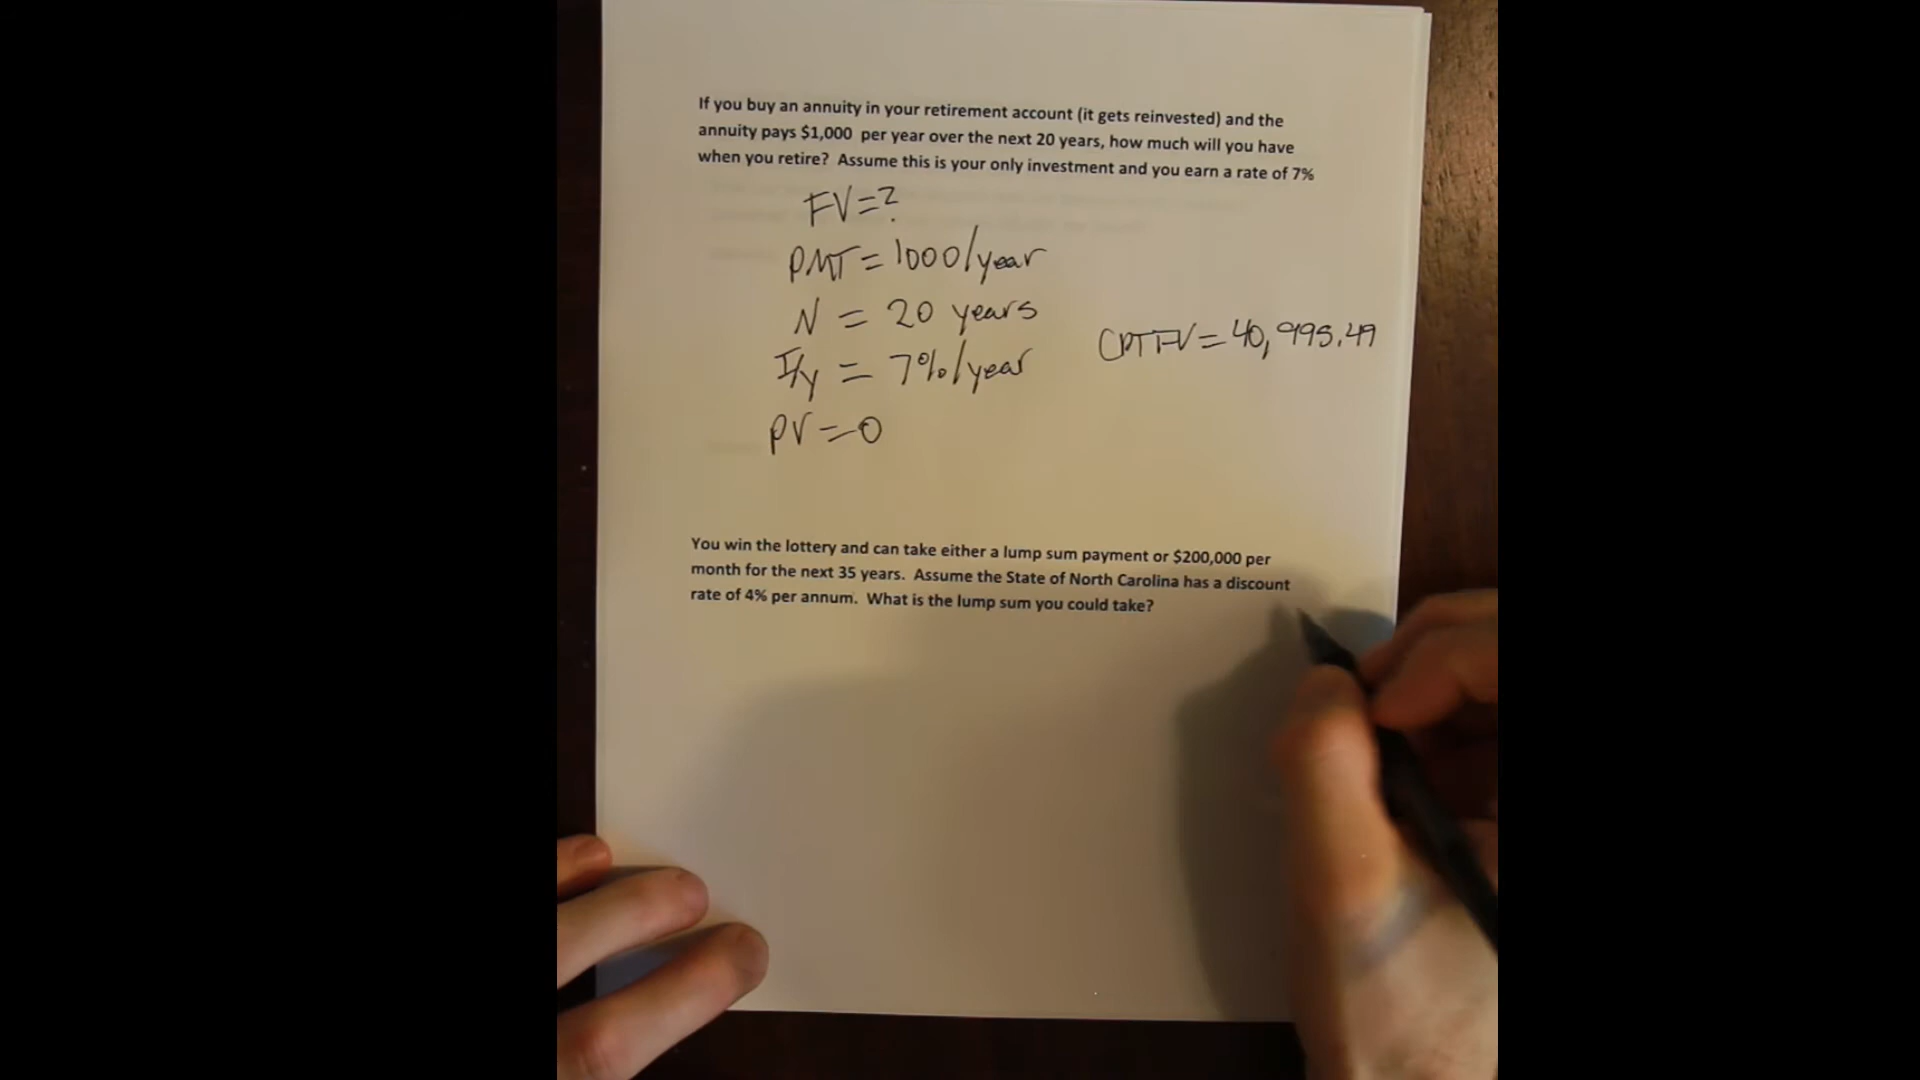 If you buy an annuity in your retirement account (it gets reinvested) and the
annuity pays $1,000 per year over the next 20 years, how much will you have
when you retire? Assume this is your only investment and you earn a rate of 7%
FV=?
PMT = 1000/year
N = 20 years
CPT FV = 40,995.49
I/y = 7%/year
PV=0
You win the lottery and can take either a lump sum payment or $200,000 per
month for the next 35 years. Assume the State of North Carolina has a discount
rate of 4% per annum. What is the lump sum you could take?